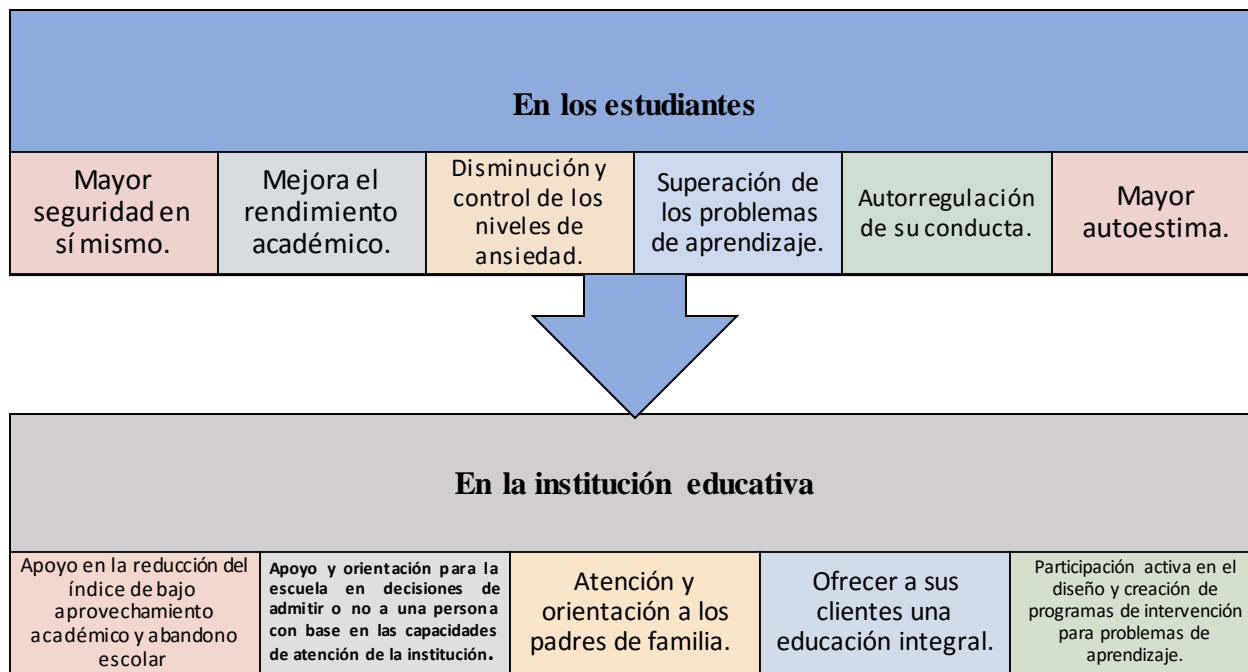 En los estudiantes
Mayor
seguridad en
sí mismo.
Mejora el
rendimiento
académico.
Disminución y
control de los
niveles de
ansiedad.
Superación de
los problemas
de aprendizaje.
Autorregulación
de su conducta.
Mayor
autoestima.
En la institución educativa
Apoyo en la reducción del
índice de bajo
aprovechamiento
académico y abandono
escolar
Apoyo y orientación para la
escuela en decisiones de
admitir o no a una persona
con base en las capacidades
de atención de la institución.
Atención y
orientación a los
padres de familia.
Ofrecer a sus
clientes una
educación integral.
Participación activa en el
diseño y creación de
programas de intervención
para problemas de
aprendizaje.